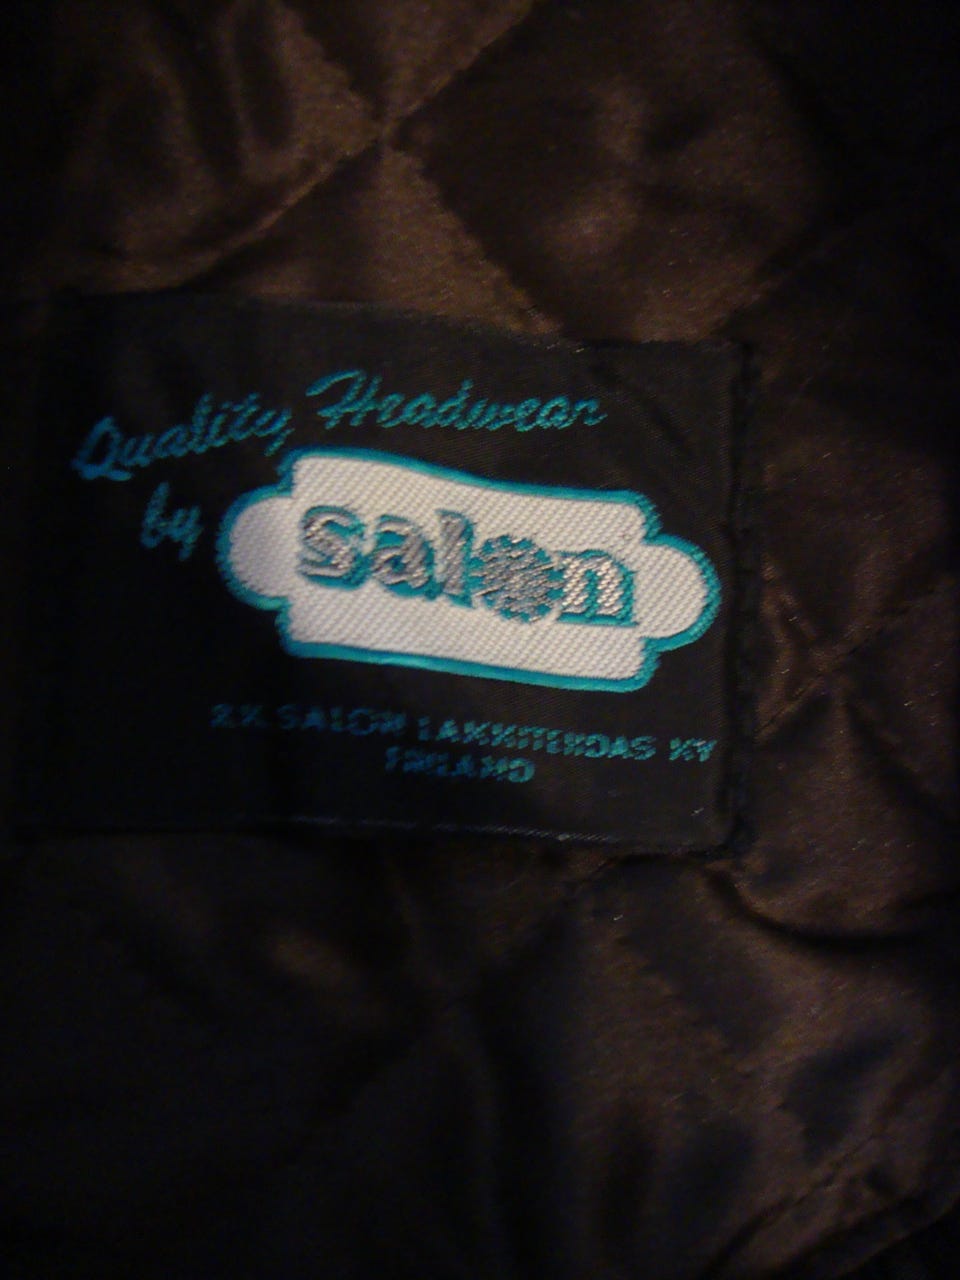 Quality Headwear
by salon
R.K.SALON LAKKITEHDAS KY
FINLAND